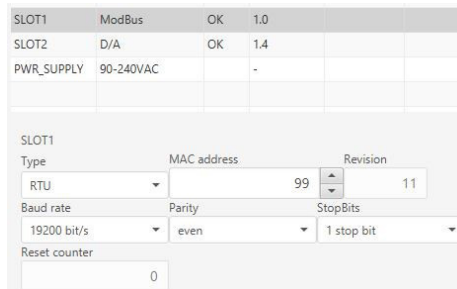 SLOT1 ModBus OK 1.0
SLOT2 D/A OK 1.4
PWR_SUPPLY 90-240VAC -
SLOT1
Type MAC address Revision
RTU 99 11
Baud rate Parity StopBits
19200 bit/s even 1 stop bit
Reset counter
0